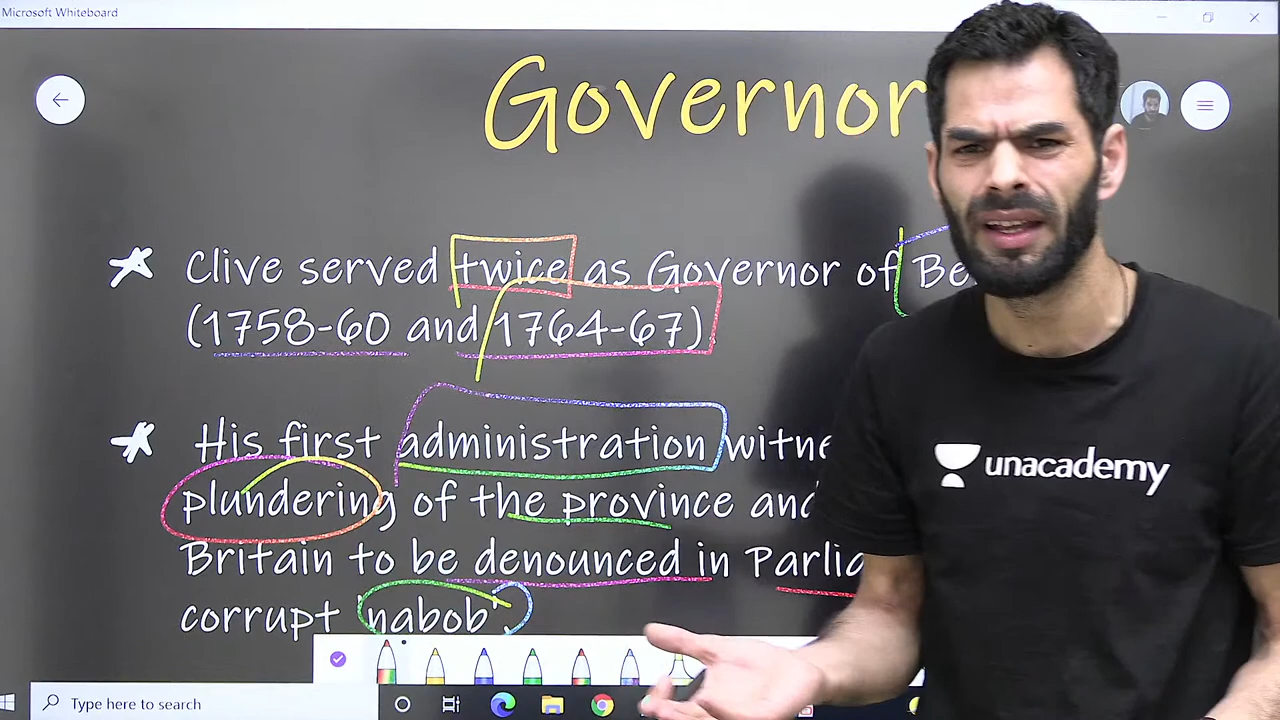 Microsoft Whiteboard
Governor
Clive served twice as Governor of Be
(1758-60 and 1764-67)
His first administration witne
plundering of the province and
Britain to be denounced in Parlia
corrupt 'nabob'
unacademy
Type here to search